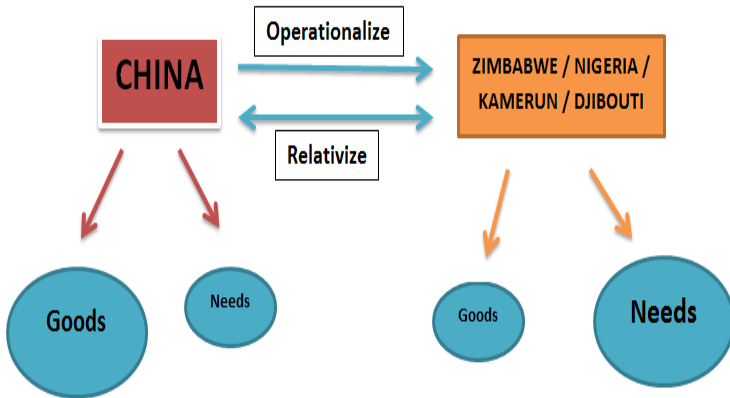 Operationalize
CHINA
ZIMBABWE / NIGERIA /
KAMERUN / DJIBOUTI
Relativize
Goods
Needs
Goods
Needs